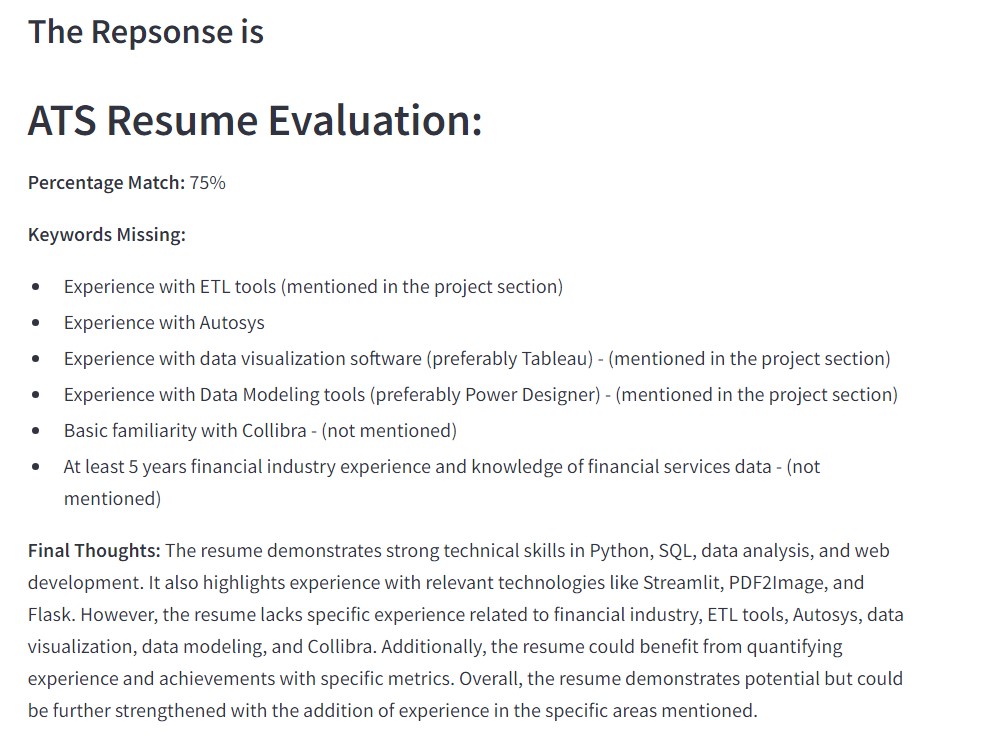 The Repsonse is
ATS Resume Evaluation:
Percentage Match: 75%
Keywords Missing:
• Experience with ETL tools (mentioned in the project section)
• Experience with Autosys
• Experience with data visualization software (preferably Tableau) - (mentioned in the project section)
• Experience with Data Modeling tools (preferably Power Designer) - (mentioned in the project section)
• Basic familiarity with Collibra - (not mentioned)
• At least 5 years financial industry experience and knowledge of financial services data - (not
mentioned)
Final Thoughts: The resume demonstrates strong technical skills in Python, SQL, data analysis, and web
development. It also highlights experience with relevant technologies like Streamlit, PDF2Image, and
Flask. However, the resume lacks specific experience related to financial industry, ETL tools, Autosys, data
visualization, data modeling, and Collibra. Additionally, the resume could benefit from quantifying
experience and achievements with specific metrics. Overall, the resume demonstrates potential but could
be further strengthened with the addition of experience in the specific areas mentioned.